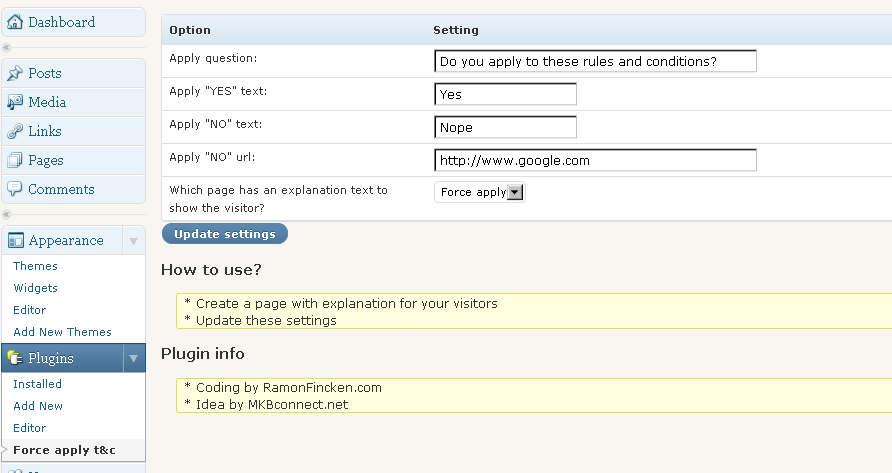 Dashboard
Posts
Media
Links
Pages
Comments
Appearance
Themes
Widgets
Editor
Add New Themes
Plugins
Installed
Add New
Editor
Force apply t&c
Option Setting
Apply question: Do you apply to these rules and conditions?
Apply "YES" text: Yes
Apply "NO" text: Nope
Apply "NO" url: http://www.google.com
Which page has an explanation text to Force apply
show the visitor?
Update settings
How to use?
* Create a page with explanation for your visitors
* Update these settings
Plugin info
* Coding by RamonFincken.com
* Idea by MKBconnect.net